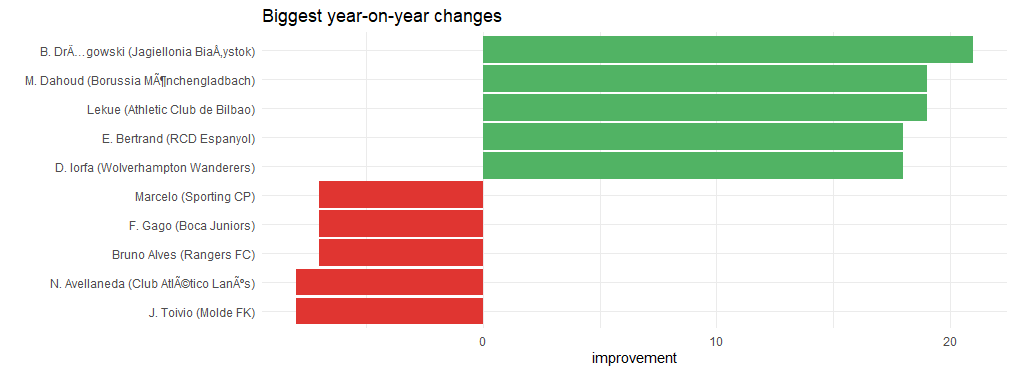 Biggest year-on-year changes
B. DrÄ…gowski (Jagiellonia BiaÅ‚ystok)
M. Dahoud (Borussia MÃ¶nchengladbach)
Lekue (Athletic Club de Bilbao)
E. Bertrand (RCD Espanyol)
D. Iorfa (Wolverhampton Wanderers)
Marcelo (Sporting CP)
F. Gago (Boca Juniors)
Bruno Alves (Rangers FC)
N. Avellaneda (Club AtlÃ©tico LanÃºs)
J. Toivio (Molde FK)
0 10 20
improvement